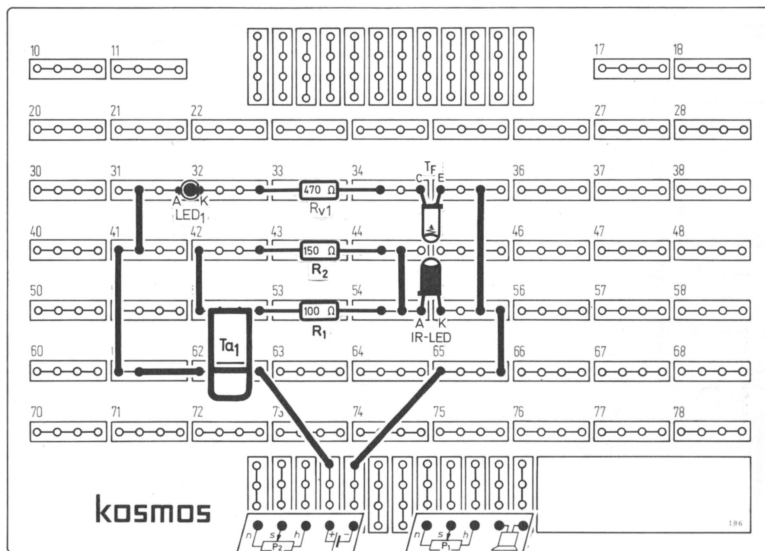 10 11 17 18
20 21 22 27 28
30 31 32 33 34 TF 36 37 38
C E
A K 470 Ω
LED1 RV1
40 41 42 43 44 46 47 48
150 Ω
R2
50 53 54 56 57 58
100 Ω A K
R1 IR-LED
Ta1
60 62 63 64 65 66 67 68
70 71 72 73 74 75 76 77 78
kosmos
186
n s h + − n s h
P2 P1